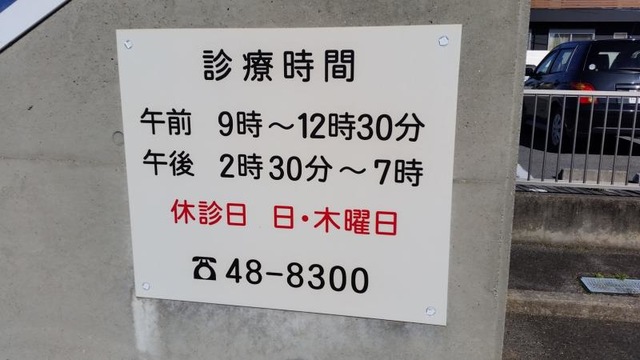 診療時間
午前 9時～12時30分
午後 2時30分～7時
休診日 日・木曜日
☎48-8300